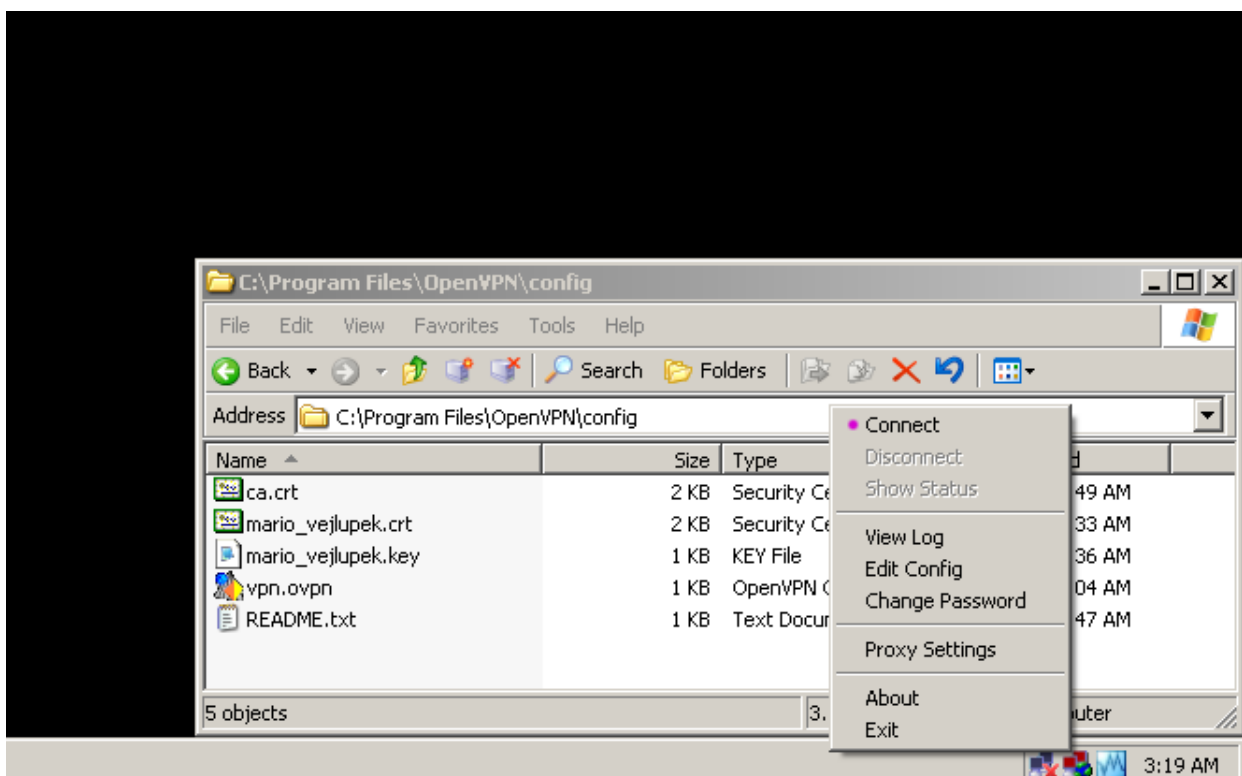 C:\Program Files\OpenVPN\config
File Edit View Favorites Tools Help
Back Search Folders
Address C:\Program Files\OpenVPN\config
Name Size Type
ca.crt 2 KB Security Ce 49 AM
mario_vejlupek.crt 2 KB Security Ce 33 AM
mario_vejlupek.key 1 KB KEY File 36 AM
vpn.ovpn 1 KB OpenVPN 04 AM
README.txt 1 KB Text Docur 47 AM
5 objects 3. uter
Connect
Disconnect
Show Status
View Log
Edit Config
Change Password
Proxy Settings
About
Exit
3:19 AM